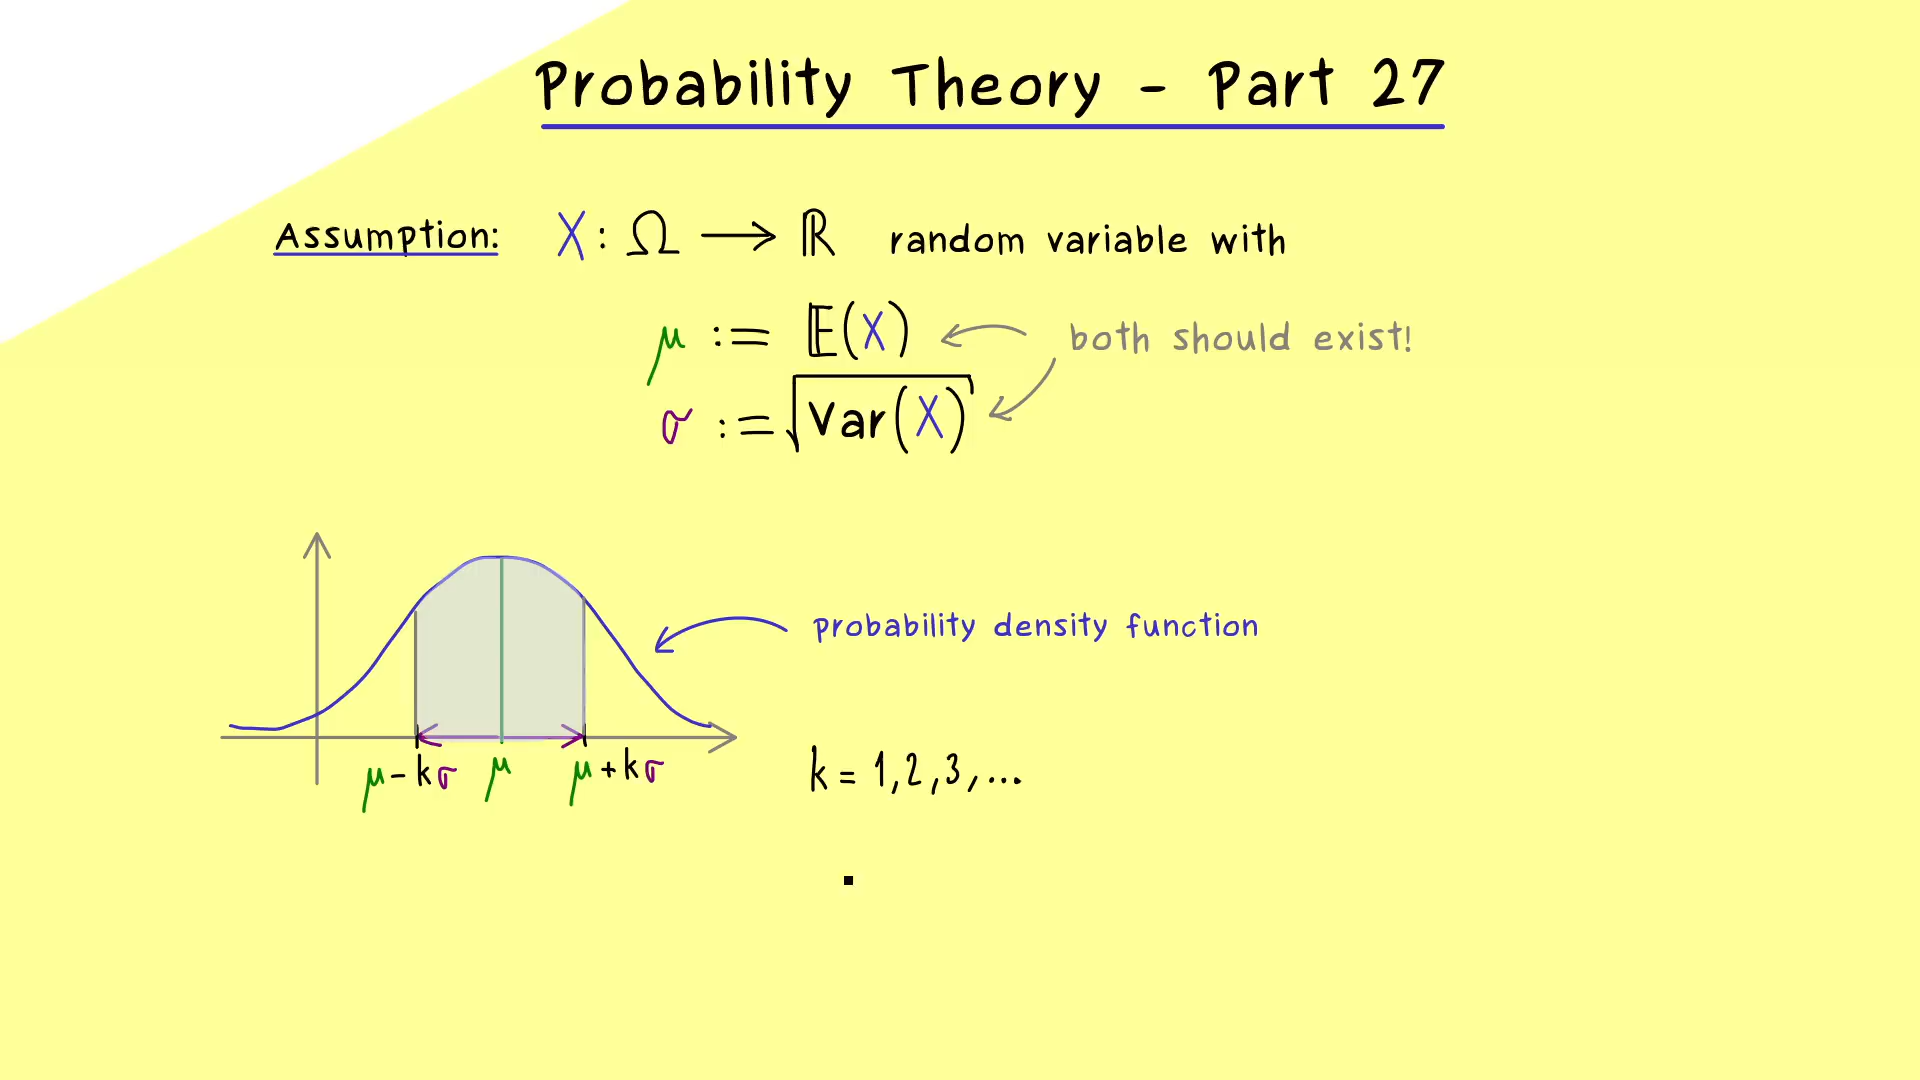 Probability Theory - Part 27
Assumption: X: Ω ⟶ ℝ random variable with
μ := 𝔼(X) both should exist!
σ := √Var(X)
probability density function
μ-kσ μ μ+kσ k = 1,2,3,...